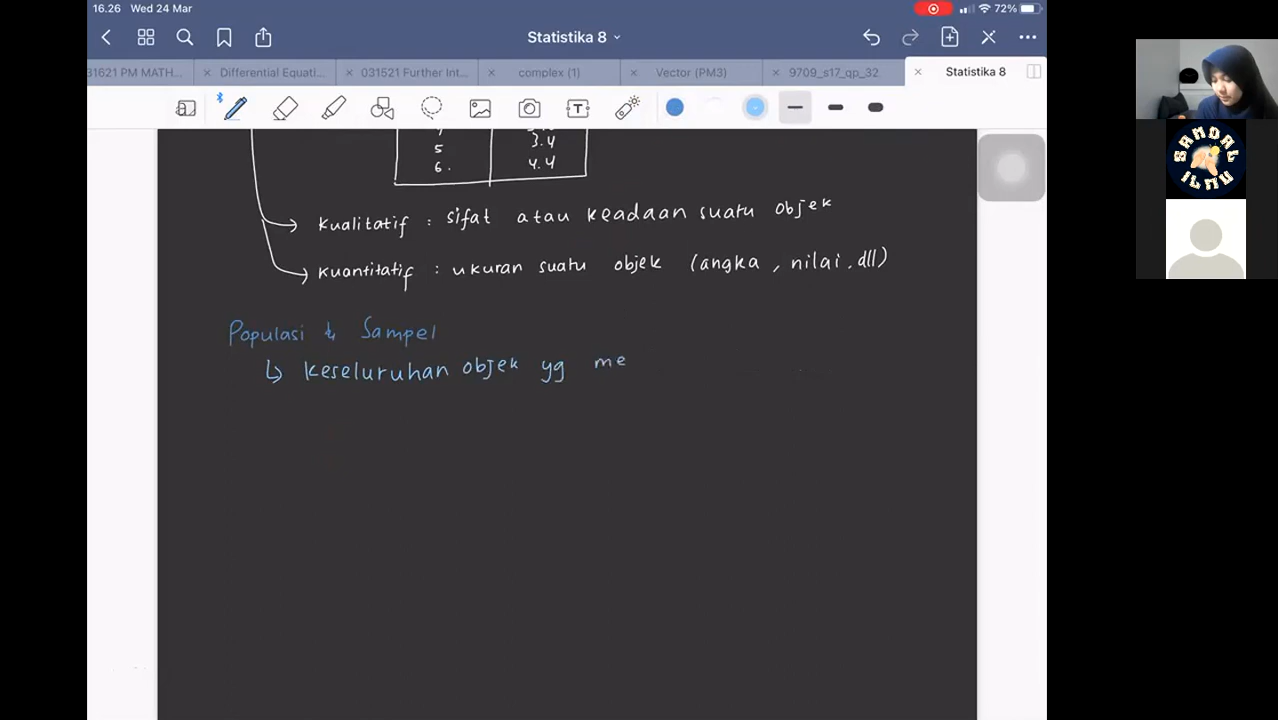 16.26 Wed 24 Mar
72%
Statistika 8
031621 PM MATH...
Differential Equati...
031521 Further Int...
complex (1)
Vector (PM3)
9709_s17_qp_32
Statistika 8
5 3.4
6. 4.4
kualitatif : sifat atau keadaan suatu objek
kuantitatif : ukuran suatu objek (angka , nilai , dll)
Populasi & Sampel
↳ keseluruhan objek yg me
SANDAL
ILMU